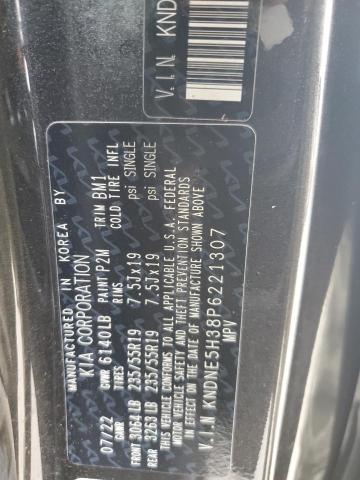 V.I.N. KND
MANUFACTURED IN KOREA BY
KIA CORPORATION
07/22 GVWR 6140LB PAINT P2M TRIM BM1
GAWR TIRES RIMS COLD TIRE INFL
FRONT 3064LB 235/55R19 7.5Jx19 psi SINGLE
REAR 3263LB 235/55R19 7.5Jx19 psi SINGLE
THIS VEHICLE CONFORMS TO ALL APPLICABLE U.S.A. FEDERAL
MOTOR VEHICLE SAFETY AND THEFT PREVENTION STANDARDS
IN EFFECT ON THE DATE OF MANUFACTURE SHOWN ABOVE
V.I.N KNDNE5H38P6221307
MPV